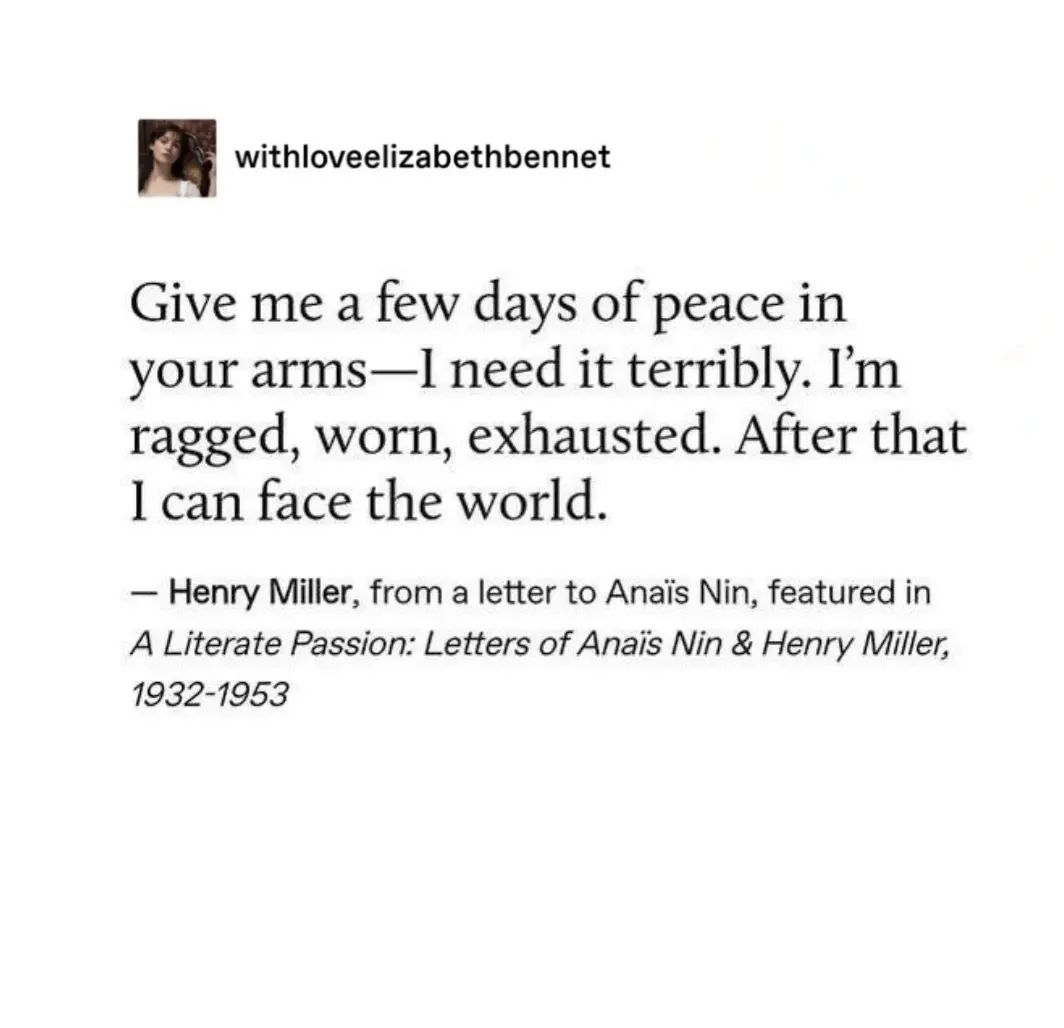 withloveelizabethbennet
Give me a few days of peace in
your arms—I need it terribly. I’m
ragged, worn, exhausted. After that
I can face the world.
— Henry Miller, from a letter to Anaïs Nin, featured in
A Literate Passion: Letters of Anaïs Nin & Henry Miller,
1932-1953